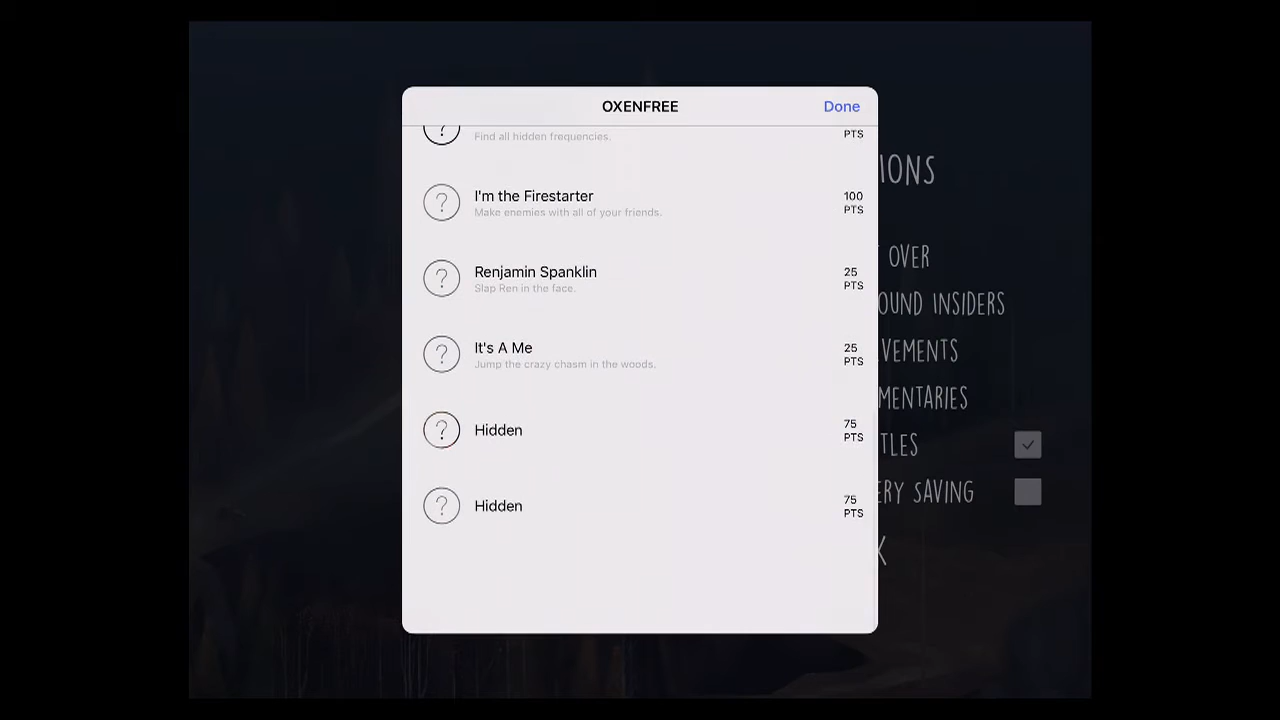 OXENFREE
Done
Find all hidden frequencies.
PTS
I'm the Firestarter
Make enemies with all of your friends.
100
PTS
Renjamin Spanklin
Slap Ren in the face.
25
PTS
It's A Me
Jump the crazy chasm in the woods.
25
PTS
Hidden
75
PTS
Hidden
75
PTS
IONS
OVER
OUND INSIDERS
VEMENTS
MENTARIES
TLES
ERY SAVING